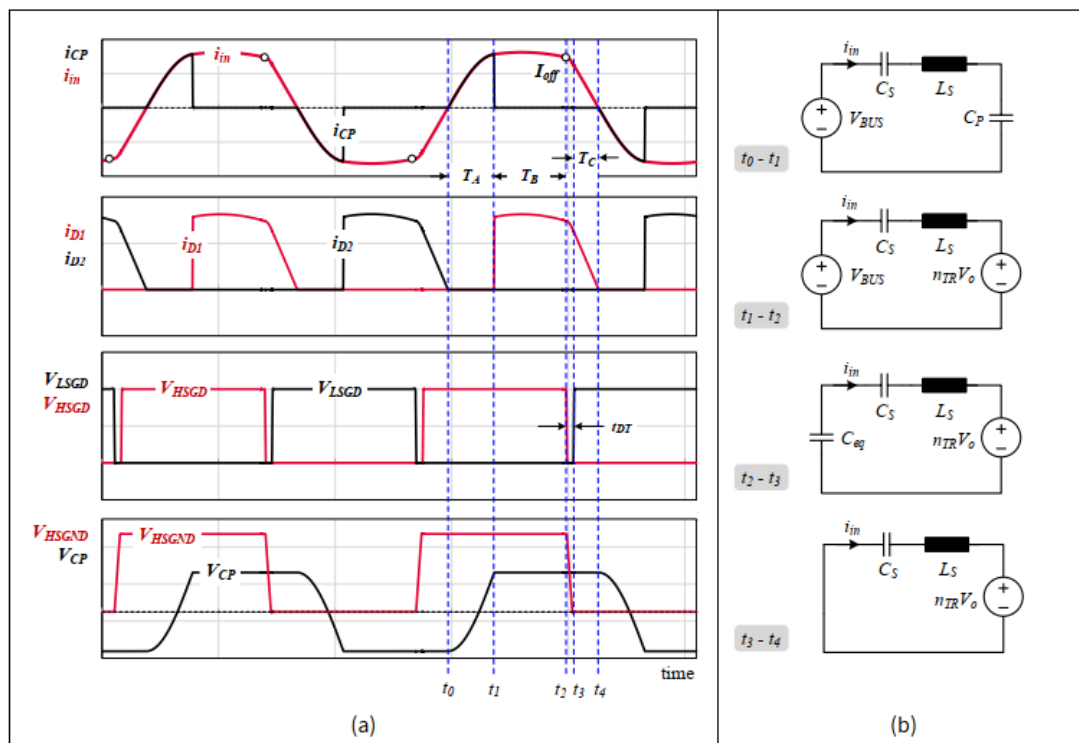 iCP
iin
iin
Ioff
iCP
TC
TA
TB
iD1
iD2
iD1
iD2
VLSGD
VHSGD
VHSGD
VLSGD
tDT
VHSGND
VCP
VHSGND
VCP
time
t0
t1
t2
t3
t4
(a)
iin
CS
LS
VBUS
CP
t0 - t1
iin
CS
LS
VBUS
nTRVo
t1 - t2
iin
CS
LS
Ceq
nTRVo
t2 - t3
iin
CS
LS
nTRVo
t3 - t4
(b)